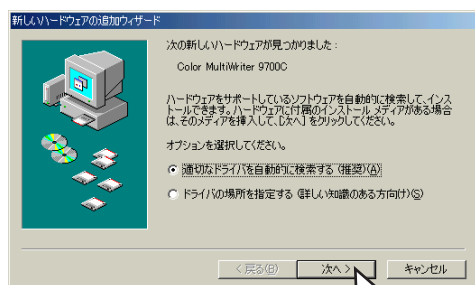 新しいハードウェアの追加ウィザード
次の新しいハードウェアが見つかりました：
Color MultiWriter 9700C
ハードウェアをサポートしているソフトウェアを自動的に検索して、インス
トールできます。ハードウェアに付属のインストール メディアがある場合
は、そのメディアを挿入して、[次へ] をクリックしてください。
オプションを選択してください。
適切なドライバを自動的に検索する (推奨)(A)
ドライバの場所を指定する (詳しい知識のある方向け)(S)
< 戻る(B)
次へ >
キャンセル